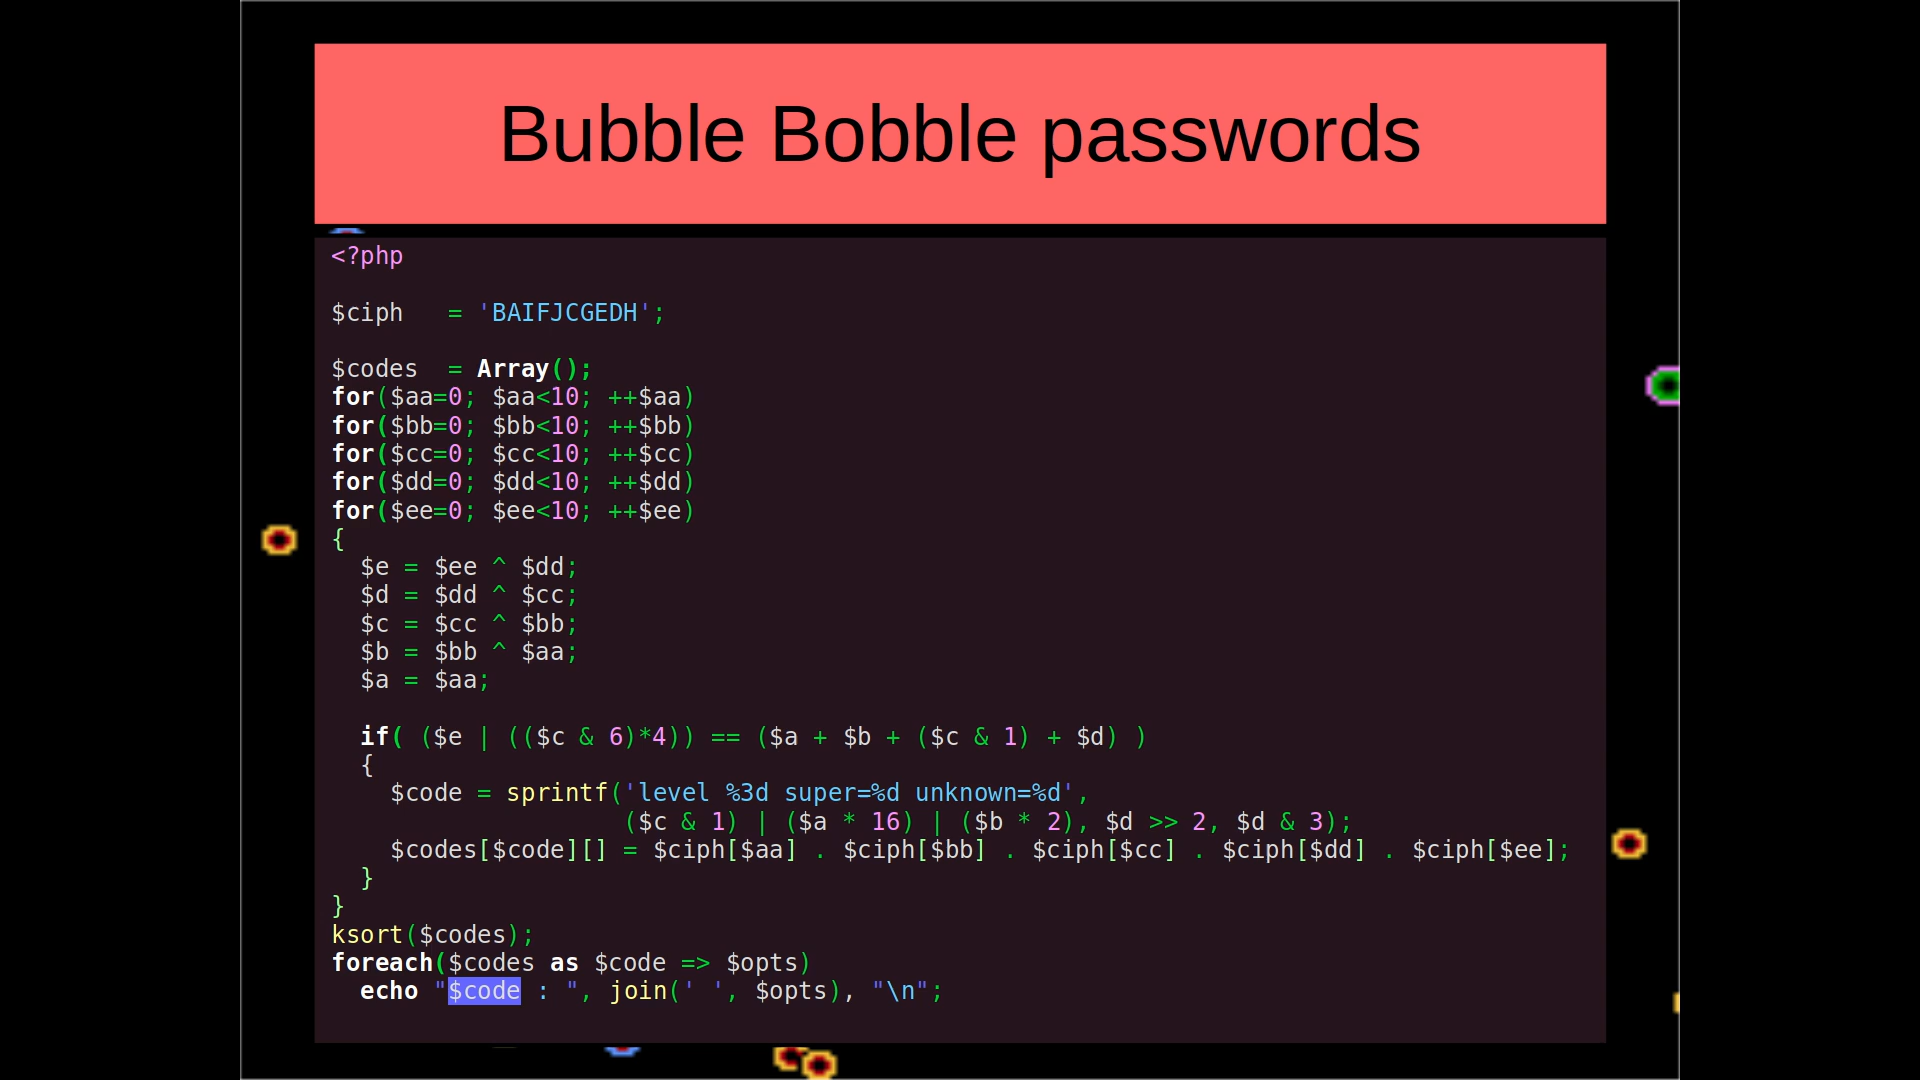 Bubble Bobble passwords
<?php
$ciph   = 'BAIFJCGEDH';
$codes  = Array();
for($aa=0; $aa<10; ++$aa)
for($bb=0; $bb<10; ++$bb)
for($cc=0; $cc<10; ++$cc)
for($dd=0; $dd<10; ++$dd)
for($ee=0; $ee<10; ++$ee)
{
  $e = $ee ^ $dd;
  $d = $dd ^ $cc;
  $c = $cc ^ $bb;
  $b = $bb ^ $aa;
  $a = $aa;
  if( ($e | (($c & 6)*4)) == ($a + $b + ($c & 1) + $d) )
  {
    $code = sprintf('level %3d super=%d unknown=%d',
                    ($c & 1) | ($a * 16) | ($b * 2), $d >> 2, $d & 3);
    $codes[$code][] = $ciph[$aa] . $ciph[$bb] . $ciph[$cc] . $ciph[$dd] . $ciph[$ee];
  }
}
ksort($codes);
foreach($codes as $code => $opts)
  echo "$code : ", join(' ', $opts), "\n";